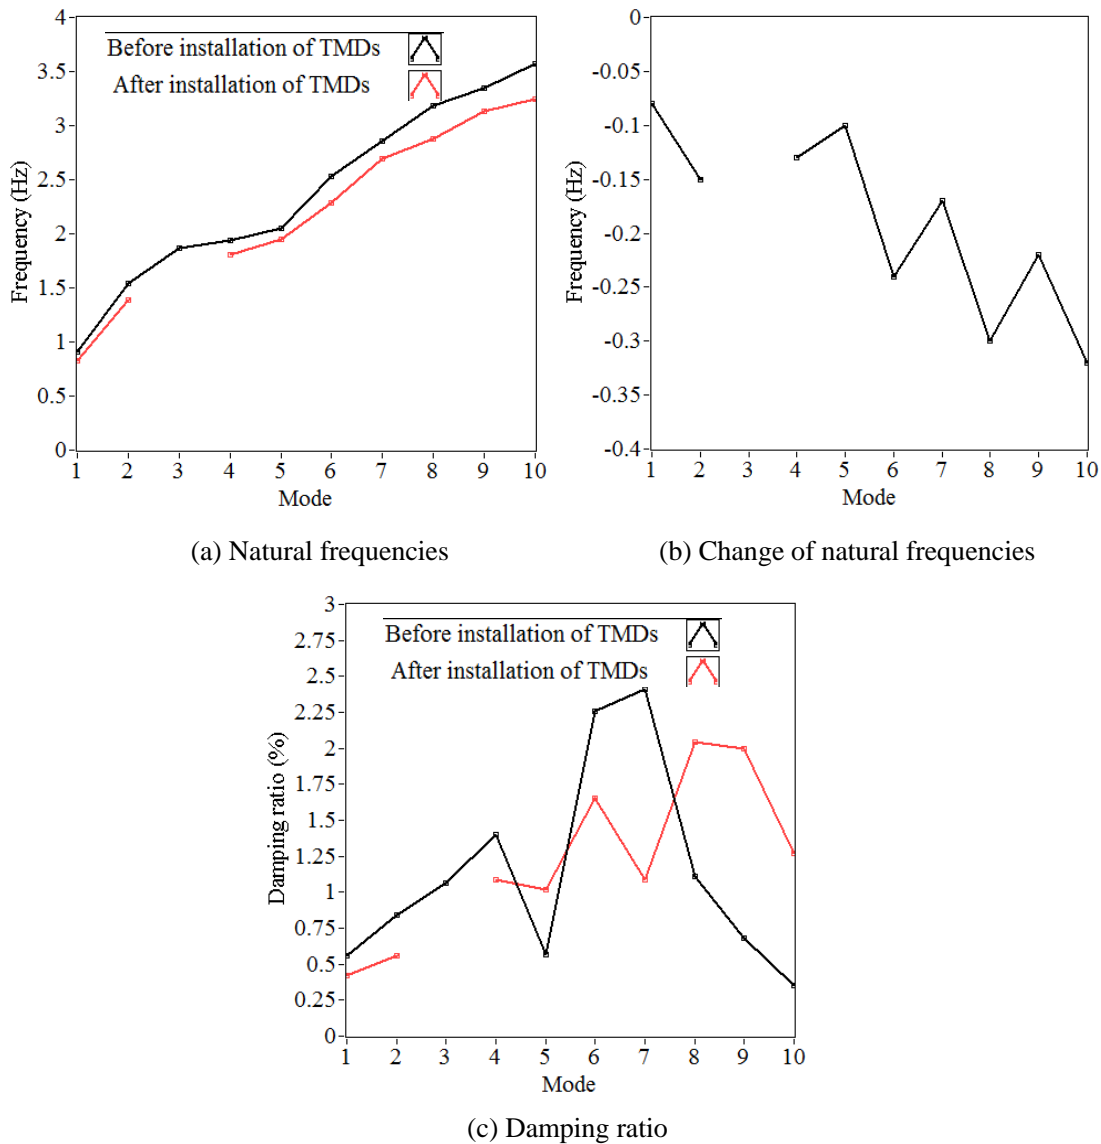 4
3.5
3
2.5
2
1.5
1
0.5
0
Frequency (Hz)
Before installation of TMDs
After installation of TMDs
1 2 3 4 5 6 7 8 9 10
Mode
(a) Natural frequencies
0
-0.05
-0.1
-0.15
-0.2
-0.25
-0.3
-0.35
-0.4
Frequency (Hz)
1 2 3 4 5 6 7 8 9 10
Mode
(b) Change of natural frequencies
3
2.75
2.5
2.25
2
1.75
1.5
1.25
1
0.75
0.5
0.25
0
Damping ratio (%)
Before installation of TMDs
After installation of TMDs
1 2 3 4 5 6 7 8 9 10
Mode
(c) Damping ratio